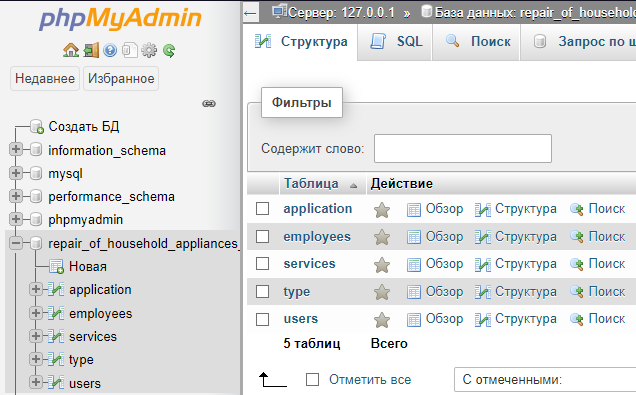 phpMyAdmin
Недавнее Избранное
Создать БД
information_schema
mysql
performance_schema
phpmyadmin
repair_of_household_appliances_
Новая
application
employees
services
type
users
Сервер: 127.0.0.1 » База данных: repair_of_household
Структура SQL Поиск Запрос по ш
Фильтры
Содержит слово:
Таблица Действие
application Обзор Структура Поиск
employees Обзор Структура Поиск
services Обзор Структура Поиск
type Обзор Структура Поиск
users Обзор Структура Поиск
5 таблиц Всего
Отметить все С отмеченными: